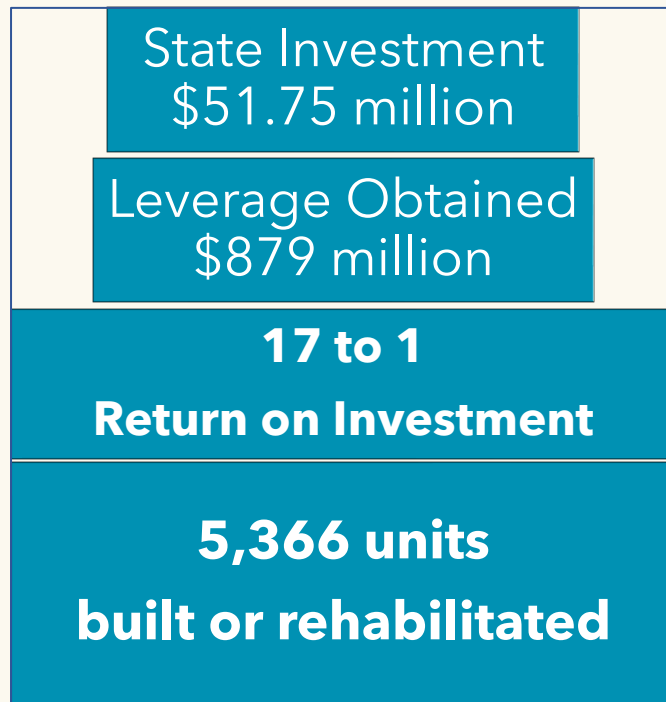 State Investment
$51.75 million
Leverage Obtained
$879 million
17 to 1
Return on Investment
5,366 units
built or rehabilitated